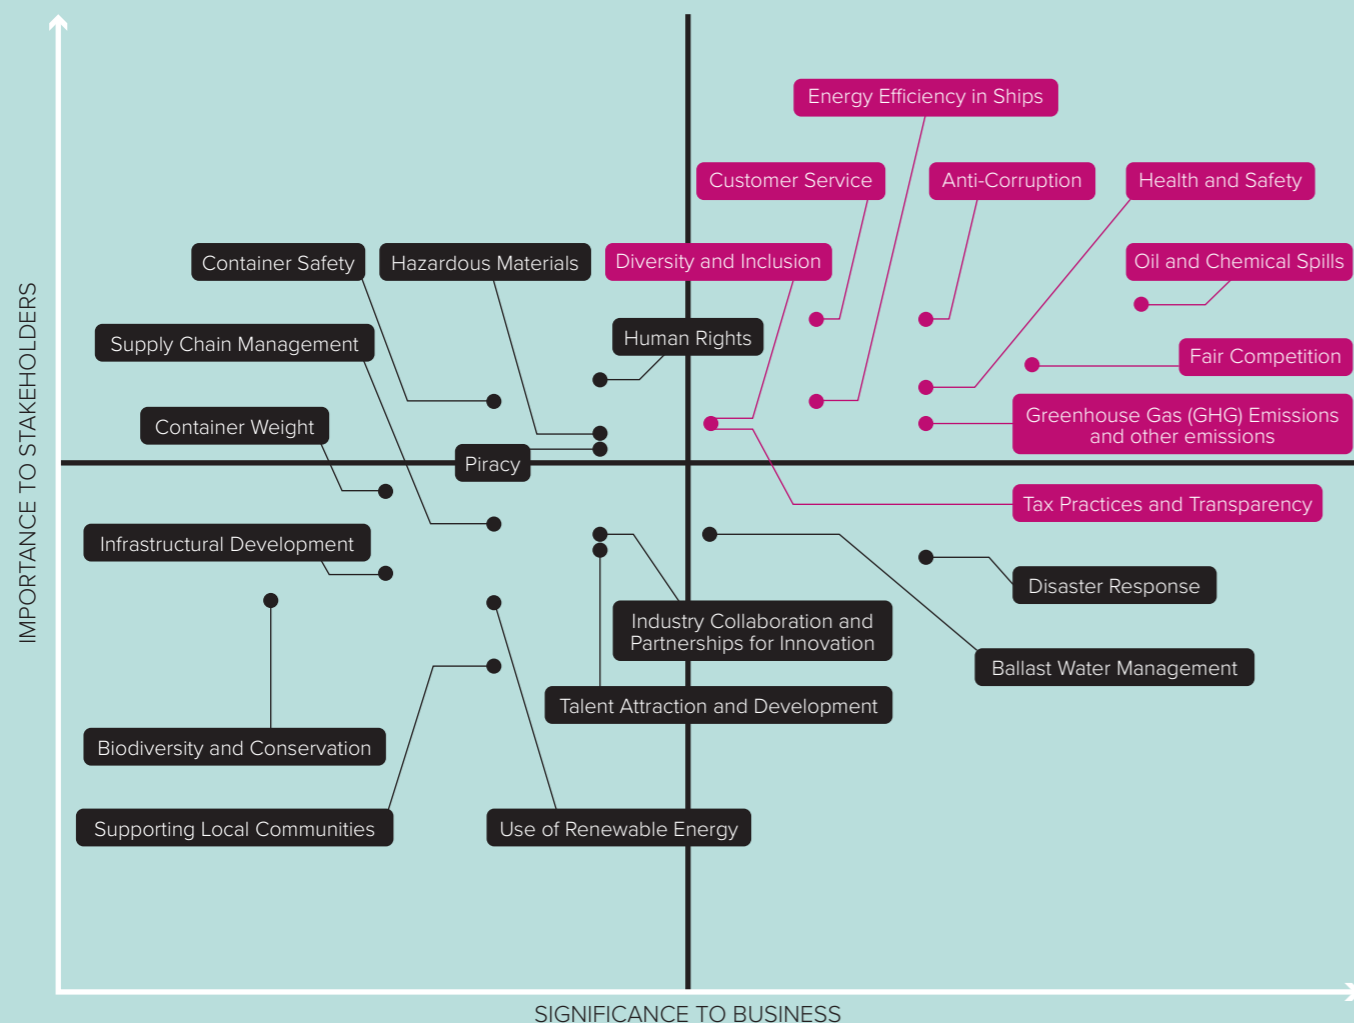 Energy Efficiency in Ships
Customer Service
Anti-Corruption
Health and Safety
Container Safety
Hazardous Materials
Diversity and Inclusion
Oil and Chemical Spills
Supply Chain Management
Human Rights
Fair Competition
Container Weight
Greenhouse Gas (GHG) Emissions
and other emissions
Piracy
Tax Practices and Transparency
Infrastructural Development
Disaster Response
Industry Collaboration and
Partnerships for Innovation
Ballast Water Management
Talent Attraction and Development
Biodiversity and Conservation
Supporting Local Communities
Use of Renewable Energy
IMPORTANCE TO STAKEHOLDERS
SIGNIFICANCE TO BUSINESS